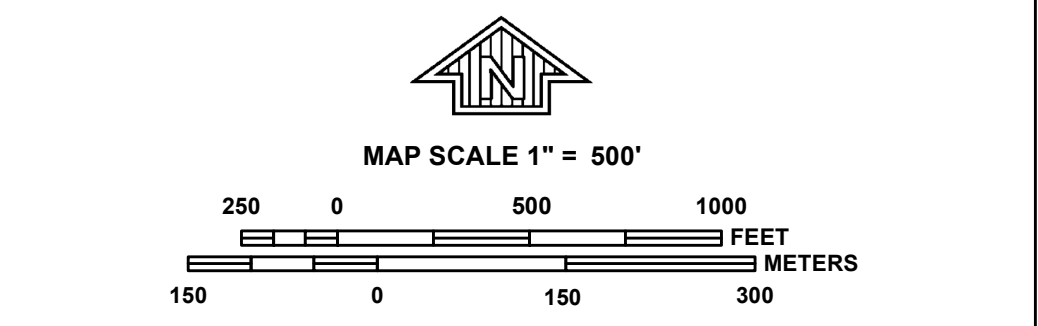 N
MAP SCALE 1" = 500'
250 0 500 1000
FEET
METERS
150 0 150 300